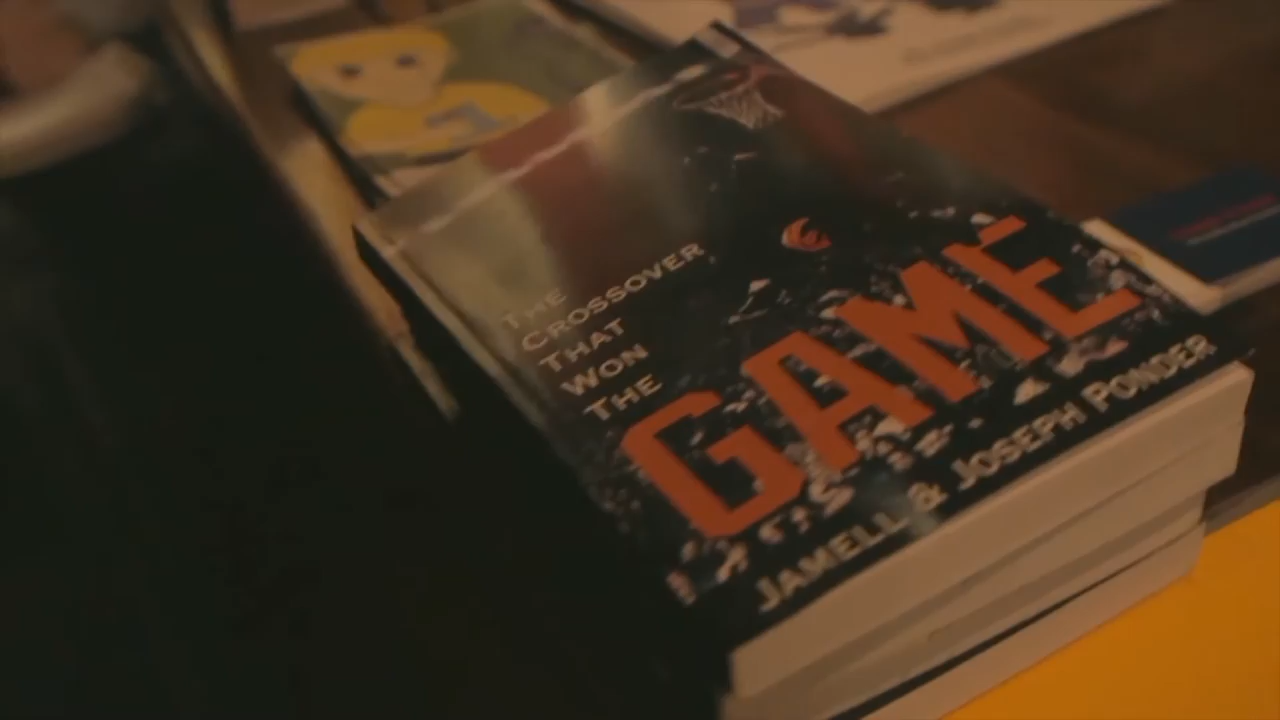 THE
CROSSOVER
THAT
WON
THE
GAME
JAMELL & JOSEPH PONDER